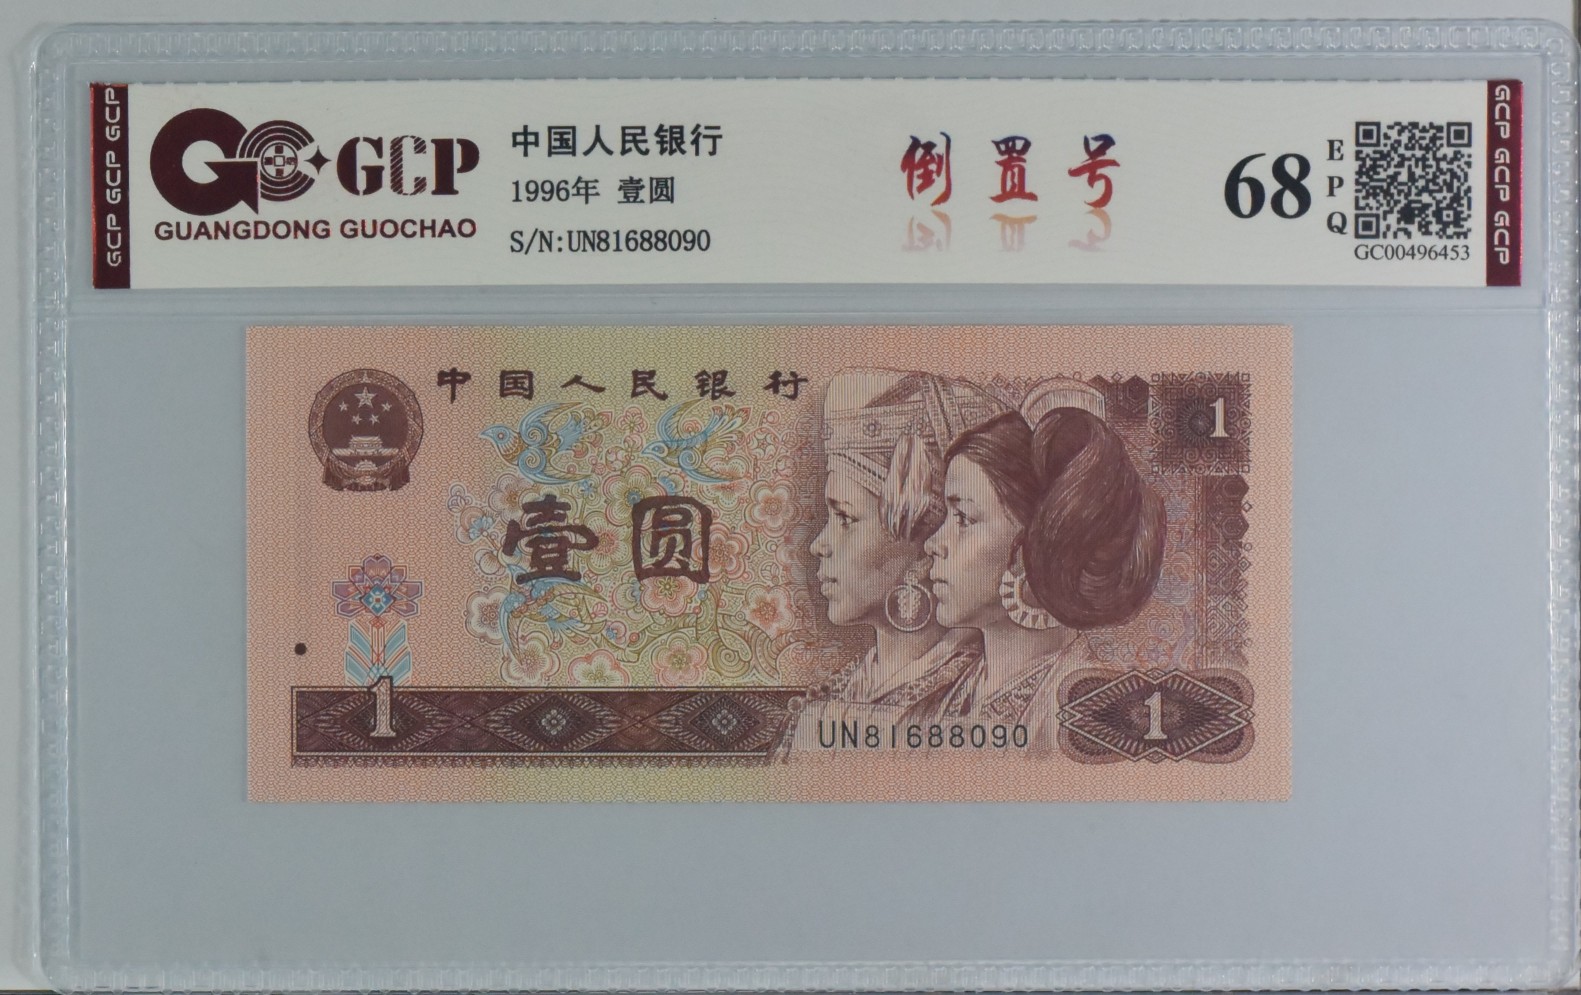 GCP GCP GCP
GCP
GUANGDONG GUOCHAO
中国人民银行
1996年 壹圆
S/N:UN81688090
倒置号
68
EPQ
GC00496453
GCP GCP GCP
中国人民银行
1
壹圆
1
UN81688090
1